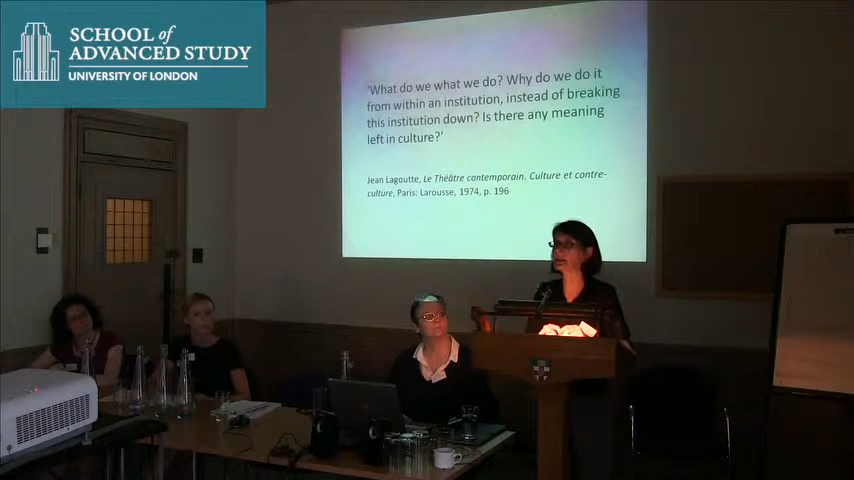 SCHOOL of
ADVANCED STUDY
UNIVERSITY OF LONDON
'What do we what we do? Why do we do it
from within an institution, instead of breaking
this institution down? Is there any meaning
left in culture?'
Jean Lagoutte, Le Théâtre contemporain. Culture et contre-
culture, Paris: Larousse, 1974, p. 196